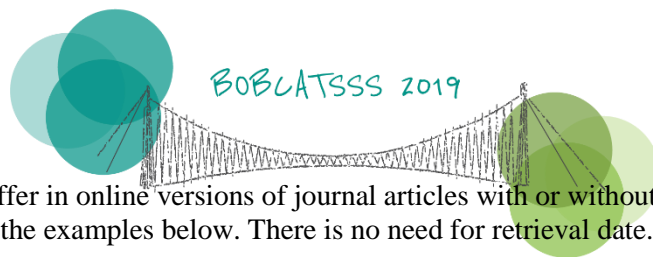 BOBCATSSS 2019
ffer in online versions of journal articles with or without
the examples below. There is no need for retrieval date.